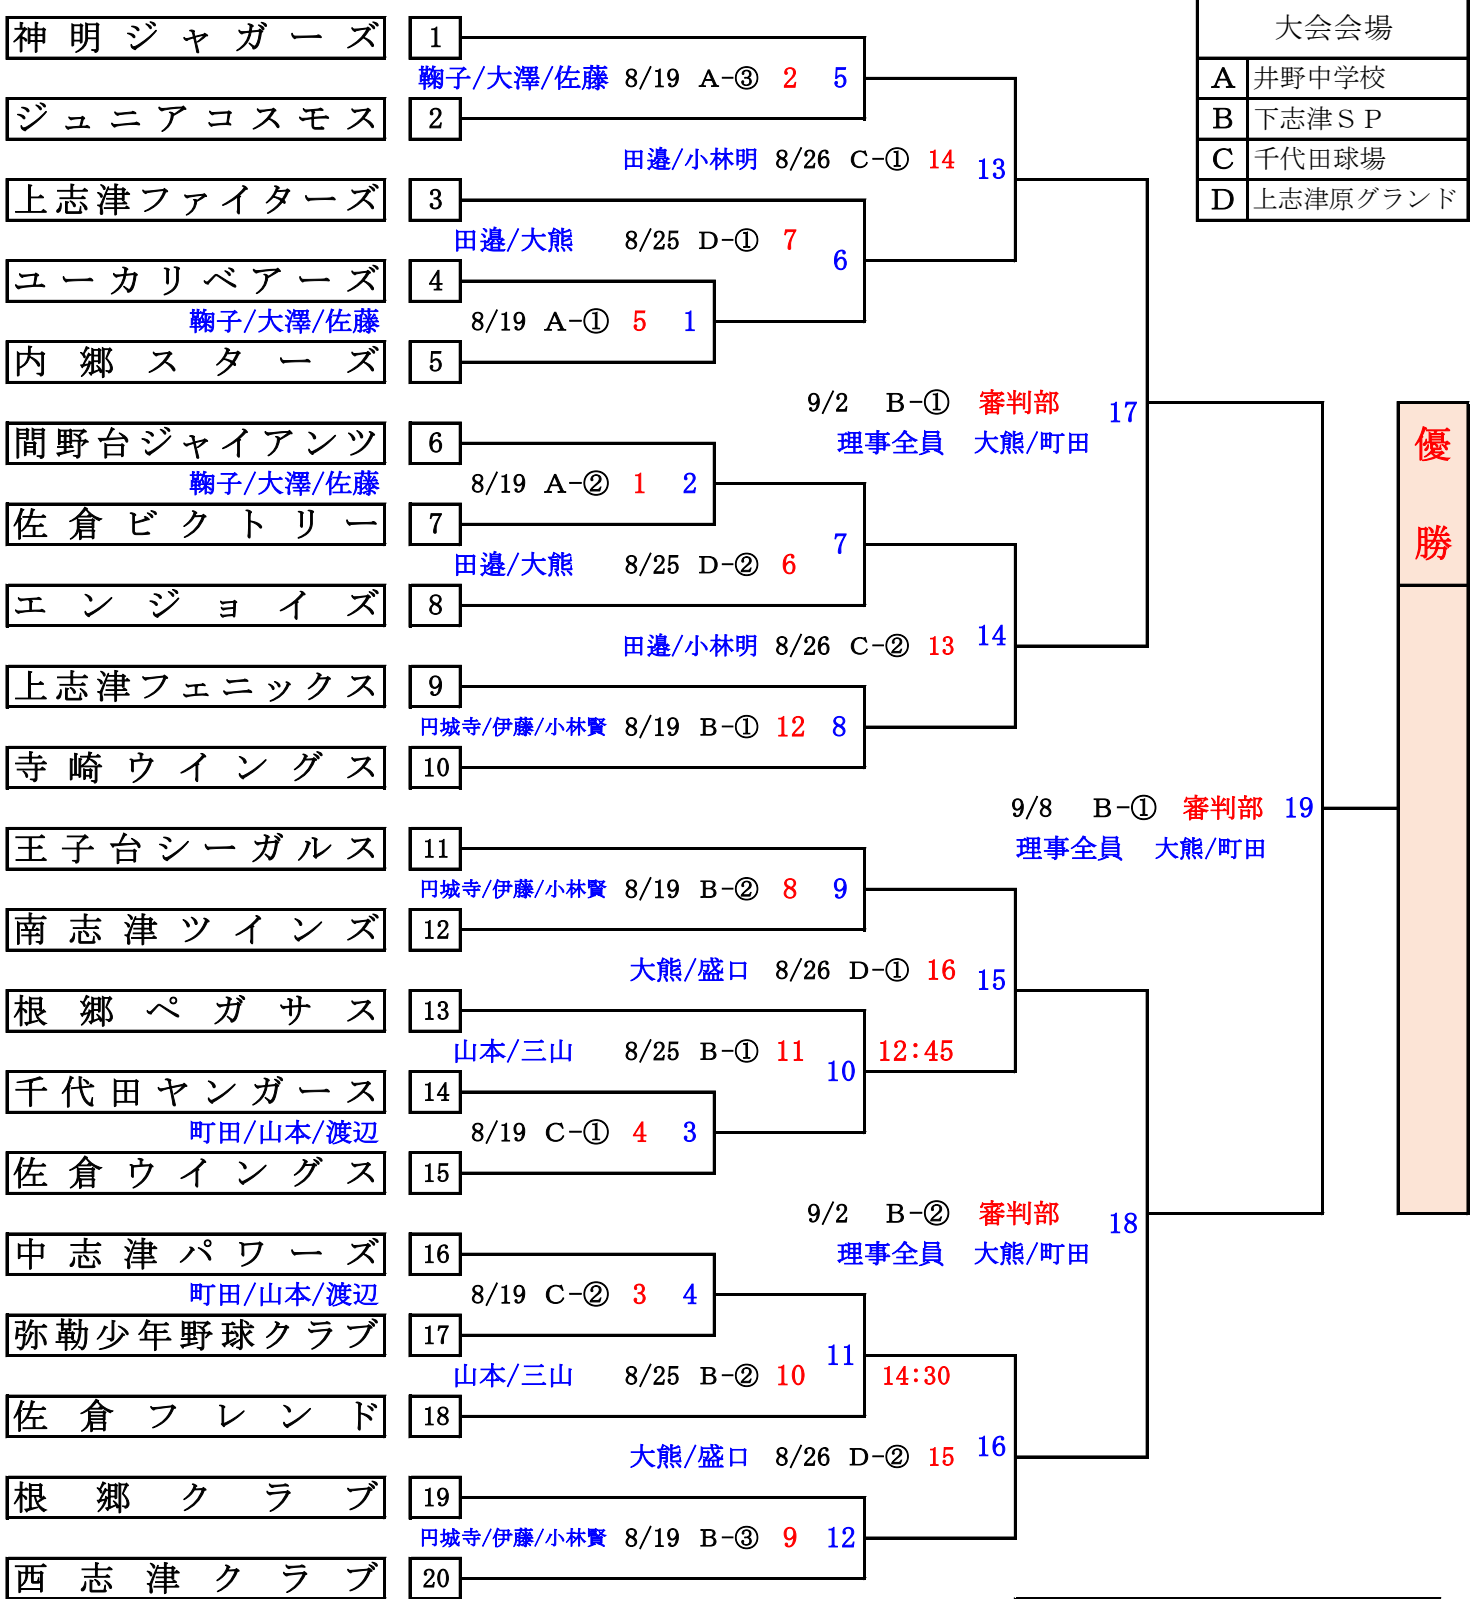 大会会場
神明ジャガーズ 1
鞠子/大澤/佐藤 8/19 A-③ 2 5
A 井野中学校
ジュニアコスモス 2
B 下志津ＳＰ
田邉/小林明 8/26 C-① 14 13
C 千代田球場
上志津ファイターズ 3
D 上志津原グランド
田邉/大熊 8/25 D-① 7 6
ユーカリベアーズ 4
鞠子/大澤/佐藤 8/19 A-① 5 1
内郷スターズ 5
9/2 B-① 審判部 17
理事全員 大熊/町田
優勝
間野台ジャイアンツ 6
鞠子/大澤/佐藤 8/19 A-② 1 2
佐倉ビクトリー 7
田邉/大熊 8/25 D-② 6 7
エンジョイズ 8
田邉/小林明 8/26 C-② 13 14
上志津フェニックス 9
円城寺/伊藤/小林賢 8/19 B-① 12 8
寺崎ウイングス 10
9/8 B-① 審判部 19
理事全員 大熊/町田
王子台シーガルス 11
円城寺/伊藤/小林賢 8/19 B-② 8 9
南志津ツインズ 12
大熊/盛口 8/26 D-① 16 15
根郷ペガサス 13
山本/三山 8/25 B-① 11 10 12:45
千代田ヤンガース 14
町田/山本/渡辺 8/19 C-① 4 3
佐倉ウイングス 15
9/2 B-② 審判部 18
理事全員 大熊/町田
中志津パワーズ 16
町田/山本/渡辺 8/19 C-② 3 4
弥勒少年野球クラブ 17
山本/三山 8/25 B-② 10 11 14:30
佐倉フレンド 18
大熊/盛口 8/26 D-② 15 16
根郷クラブ 19
円城寺/伊藤/小林賢 8/19 B-③ 9 12
西志津クラブ 20